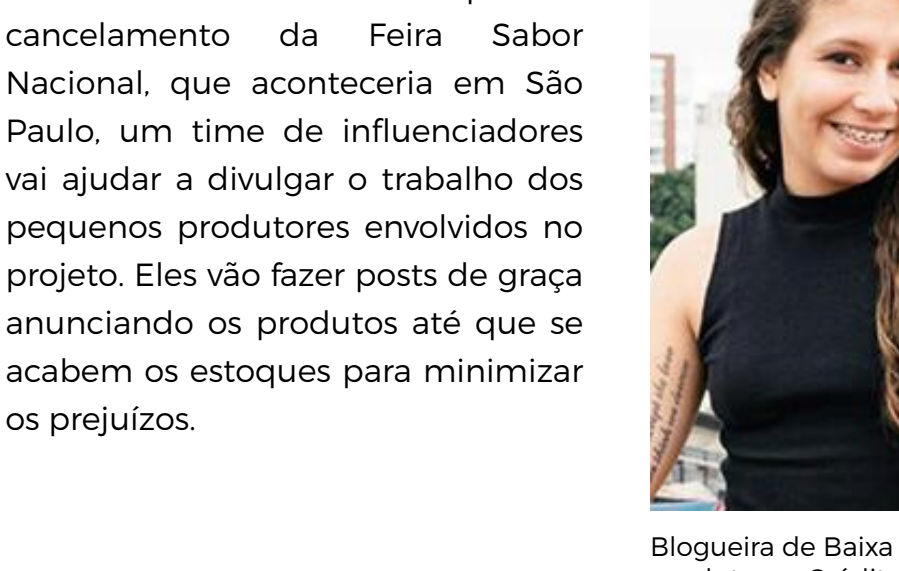 cancelamento da Feira Sabor
Nacional, que aconteceria em São
Paulo, um time de influenciadores
vai ajudar a divulgar o trabalho dos
pequenos produtores envolvidos no
projeto. Eles vão fazer posts de graça
anunciando os produtos até que se
acabem os estoques para minimizar
os prejuízos.
Blogueira de Baixa